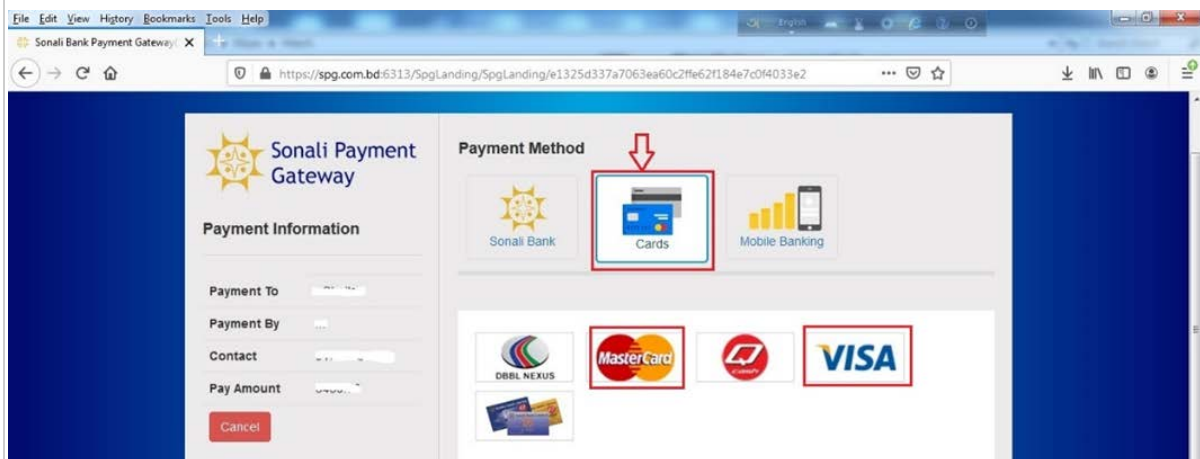 File Edit View History Bookmarks Tools Help
English
Sonali Bank Payment Gateway(
https://spg.com.bd:6313/SpgLanding/SpgLanding/e1325d337a7063ea60c2ffe62f184e7c0f4033e2
Sonali Payment
Gateway
Payment Information
Payment To
Payment By
Contact
Pay Amount
Cancel
Payment Method
Sonali Bank
Cards
Mobile Banking
DBBL NEXUS
MasterCard
cash
VISA